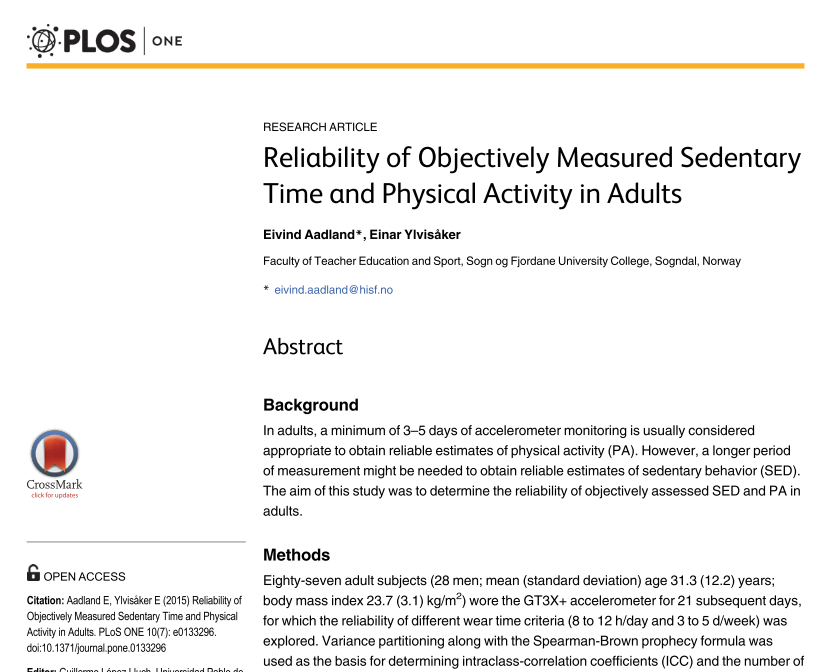 PLOS ONE
RESEARCH ARTICLE
Reliability of Objectively Measured Sedentary
Time and Physical Activity in Adults
Eivind Aadland*, Einar Ylvisåker
Faculty of Teacher Education and Sport, Sogn og Fjordane University College, Sogndal, Norway
* eivind.aadland@hisf.no
Abstract
Background
In adults, a minimum of 3–5 days of accelerometer monitoring is usually considered
appropriate to obtain reliable estimates of physical activity (PA). However, a longer period
of measurement might be needed to obtain reliable estimates of sedentary behavior (SED).
The aim of this study was to determine the reliability of objectively assessed SED and PA in
adults.
Methods
Eighty-seven adult subjects (28 men; mean (standard deviation) age 31.3 (12.2) years;
body mass index 23.7 (3.1) kg/m²) wore the GT3X+ accelerometer for 21 subsequent days,
for which the reliability of different wear time criteria (8 to 12 h/day and 3 to 5 d/week) was
explored. Variance partitioning along with the Spearman-Brown prophecy formula was
used as the basis for determining intraclass-correlation coefficients (ICC) and the number of
CrossMark
click for updates
OPEN ACCESS
Citation: Aadland E, Ylvisåker E (2015) Reliability of
Objectively Measured Sedentary Time and Physical
Activity in Adults. PLoS ONE 10(7): e0133296.
doi:10.1371/journal.pone.0133296
Editor: Guillermo López Lluch, Universidad Pablo de